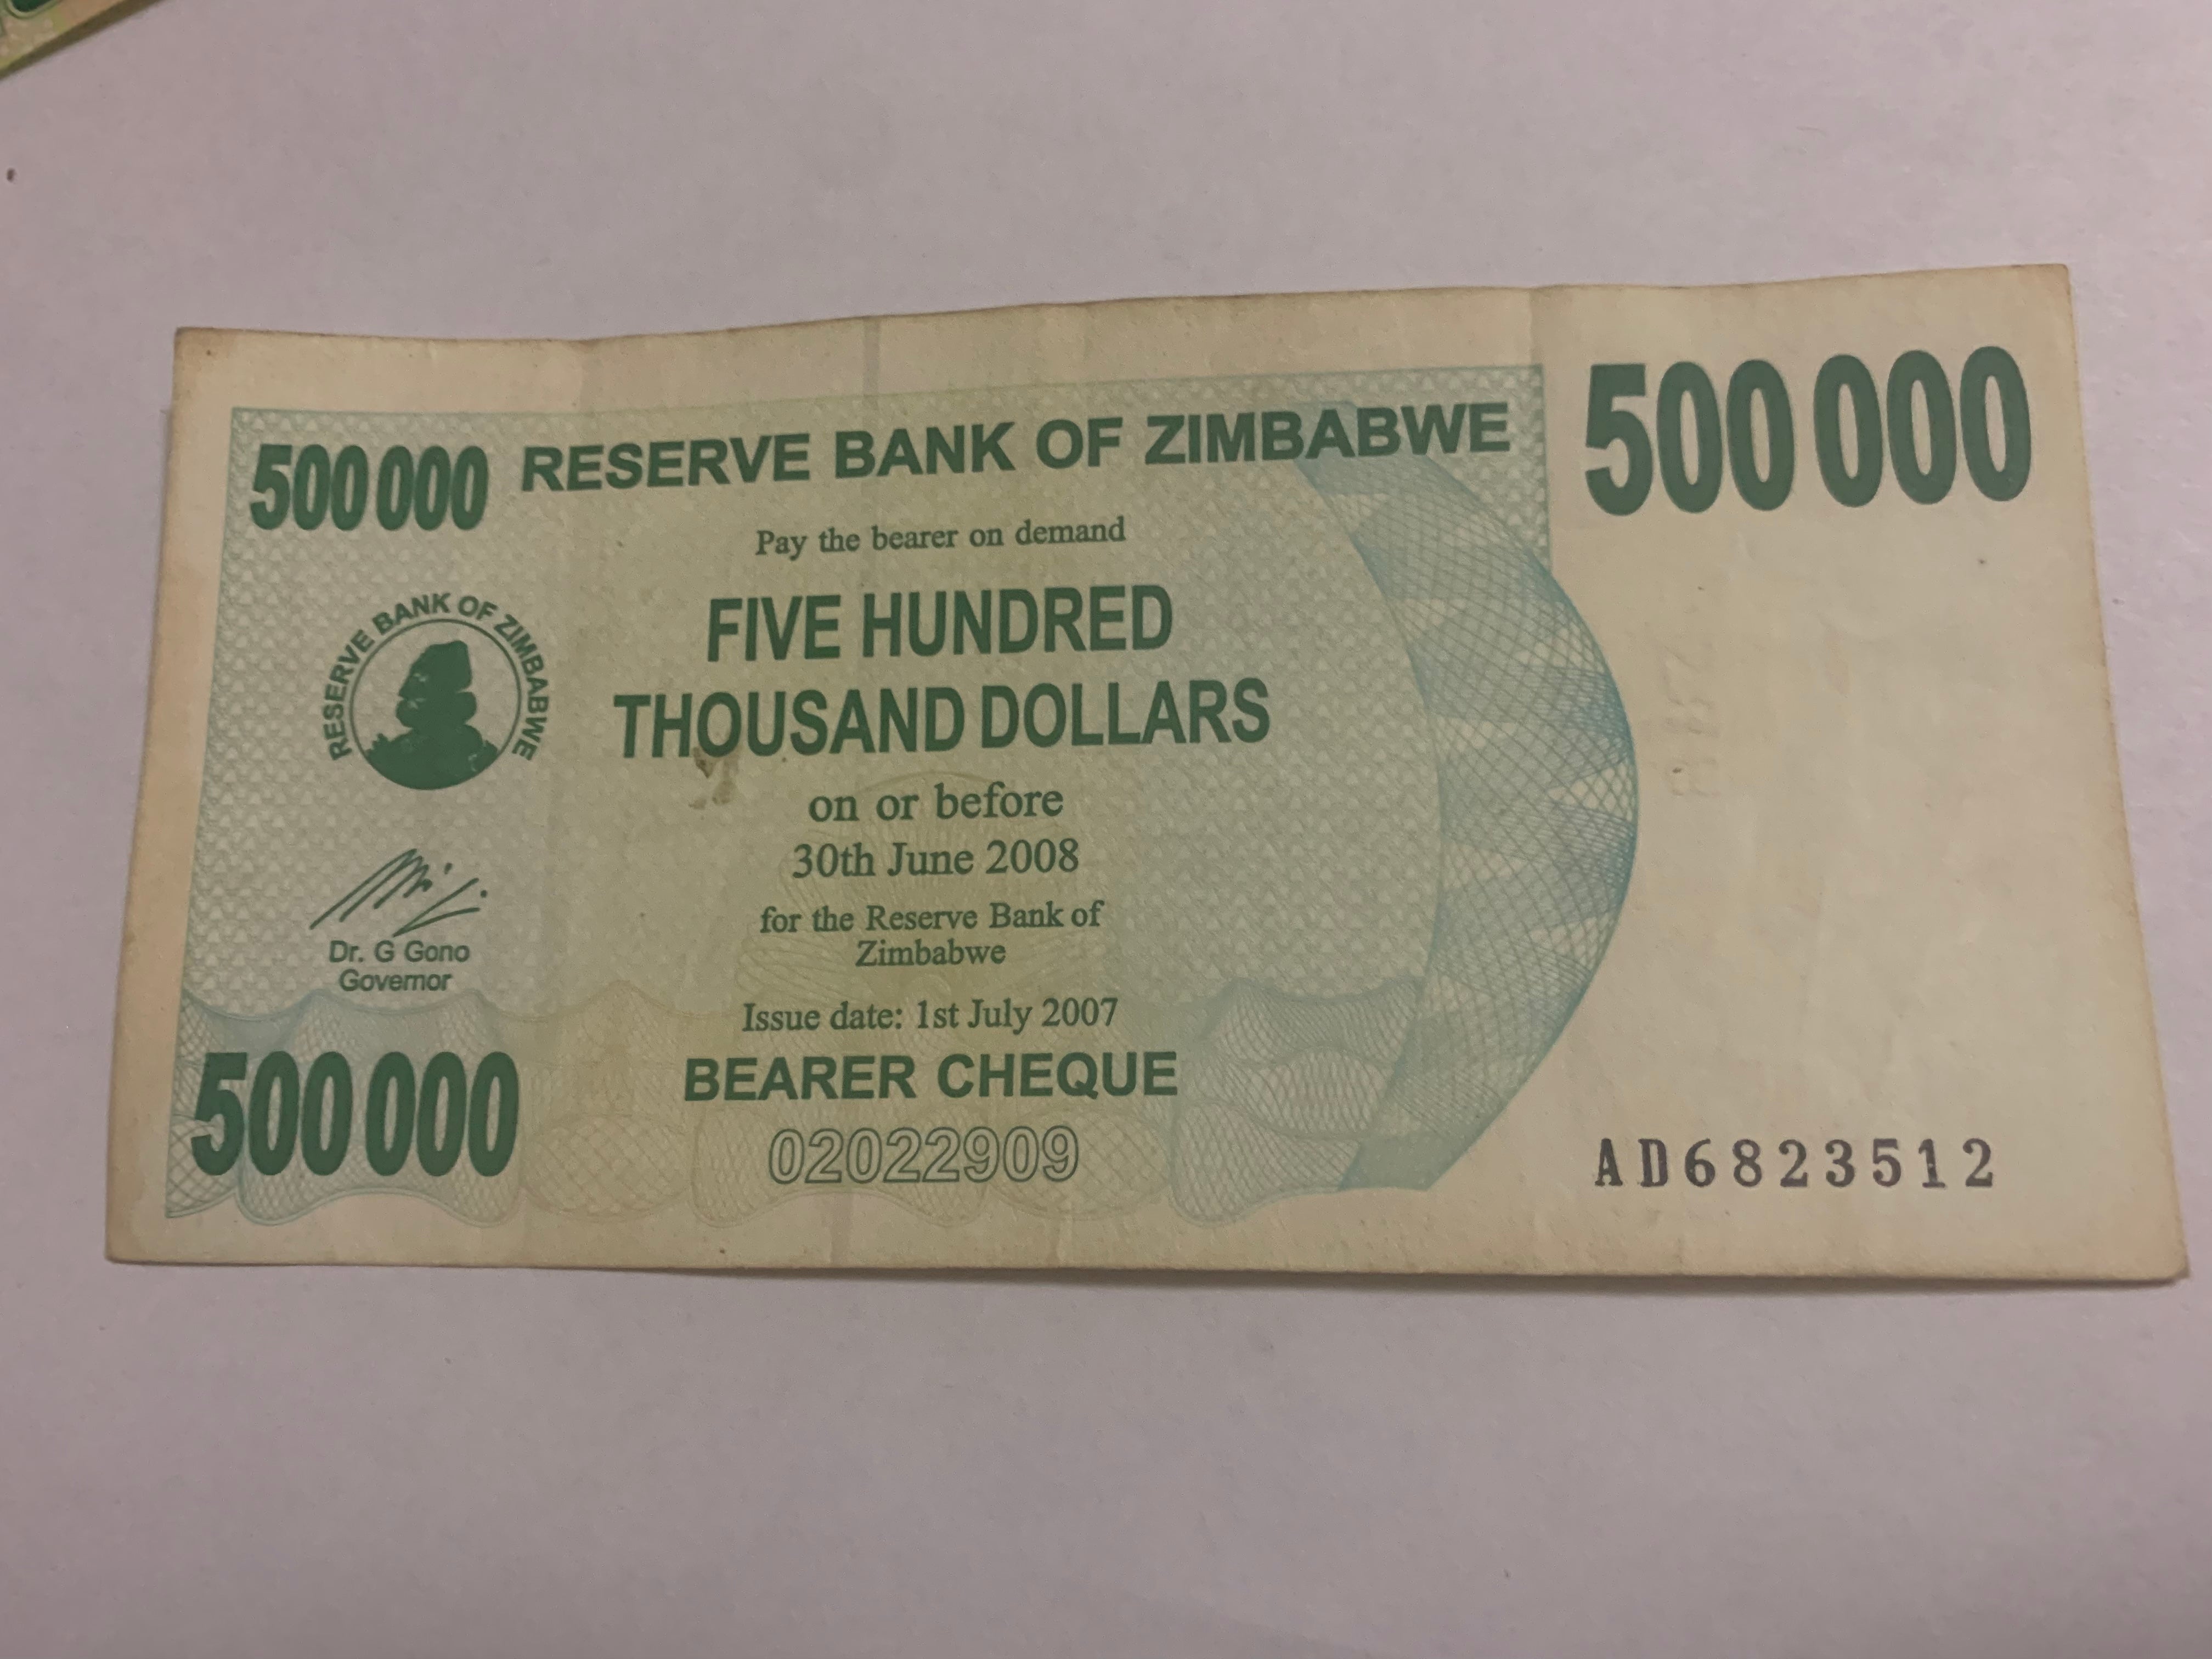 500 000 RESERVE BANK OF ZIMBABWE 500 000
Pay the bearer on demand
FIVE HUNDRED
THOUSAND DOLLARS
on or before
30th June 2008
for the Reserve Bank of
Zimbabwe
RESERVE BANK OF ZIMBABWE
Dr. G Gono
Governor
Issue date: 1st July 2007
500 000
BEARER CHEQUE
02022909
AD6823512